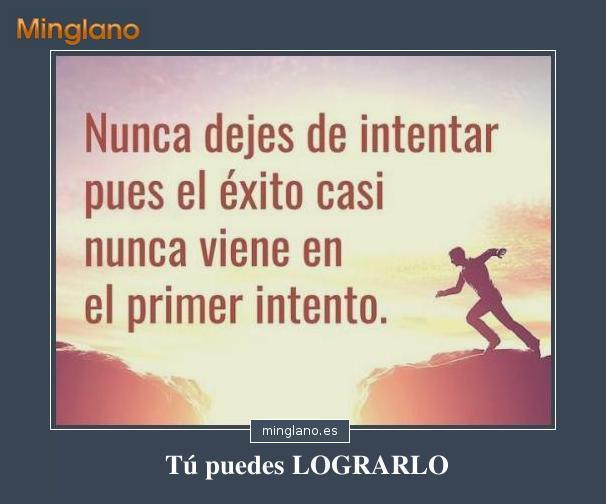 Minglano
Nunca dejes de intentar
pues el éxito casi
nunca viene en
el primer intento.
minglano.es
Tú puedes LOGRARLO